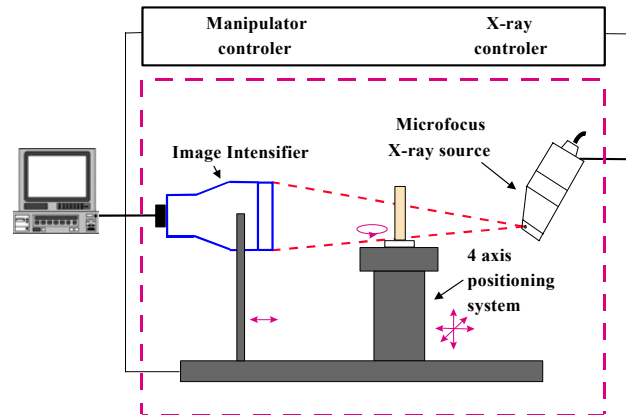 Manipulator
controler
X-ray
controler
Microfocus
X-ray source
Image Intensifier
4 axis
positioning
system